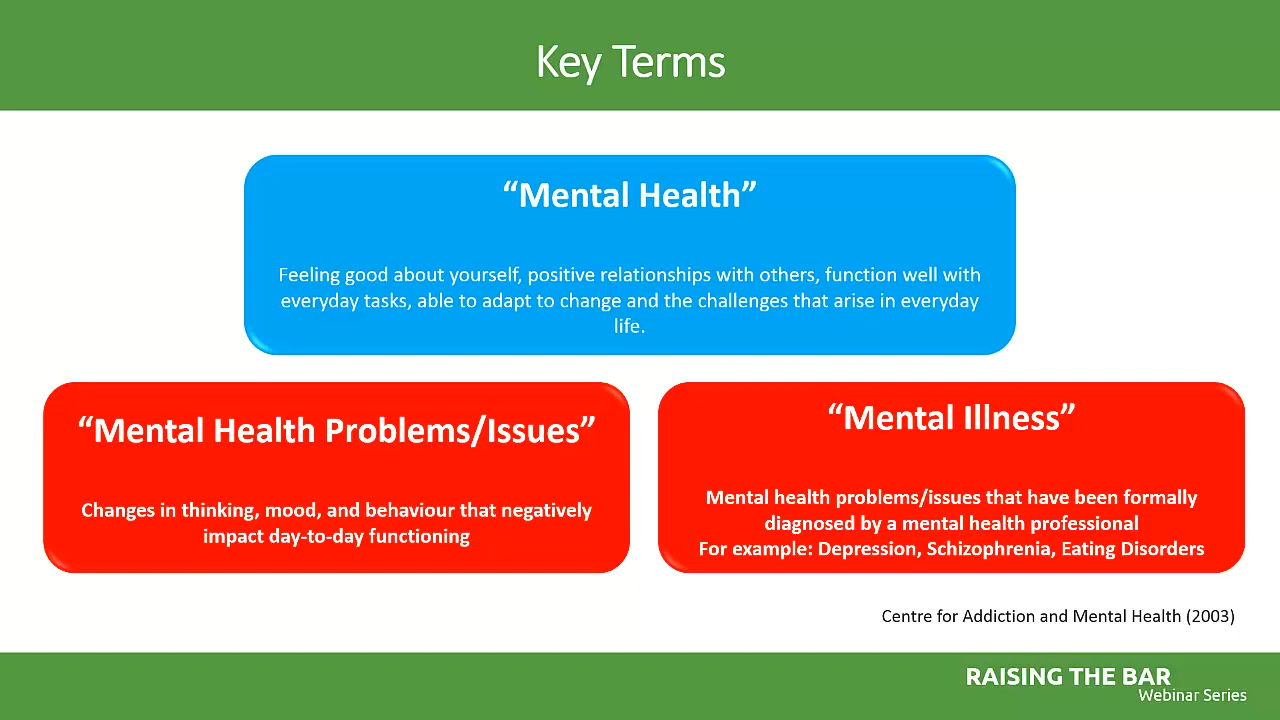 Key Terms
“Mental Health”
Feeling good about yourself, positive relationships with others, function well with
everyday tasks, able to adapt to change and the challenges that arise in everyday
life.
“Mental Health Problems/Issues”
Changes in thinking, mood, and behaviour that negatively
impact day-to-day functioning
“Mental Illness”
Mental health problems/issues that have been formally
diagnosed by a mental health professional
For example: Depression, Schizophrenia, Eating Disorders
Centre for Addiction and Mental Health (2003)
RAISING THE BAR
Webinar Series